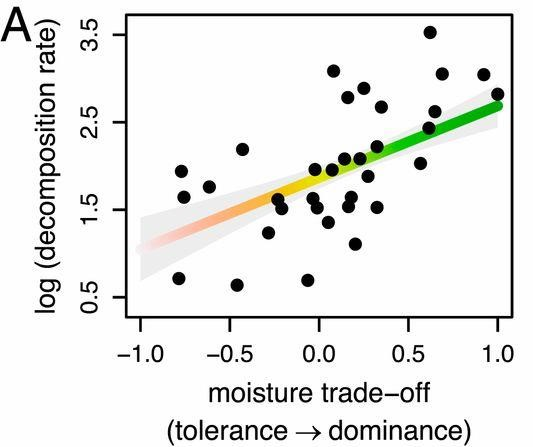 A
log (decomposition rate)
3.5
2.5
1.5
0.5
−1.0 −0.5 0.0 0.5 1.0
moisture trade−off
(tolerance → dominance)